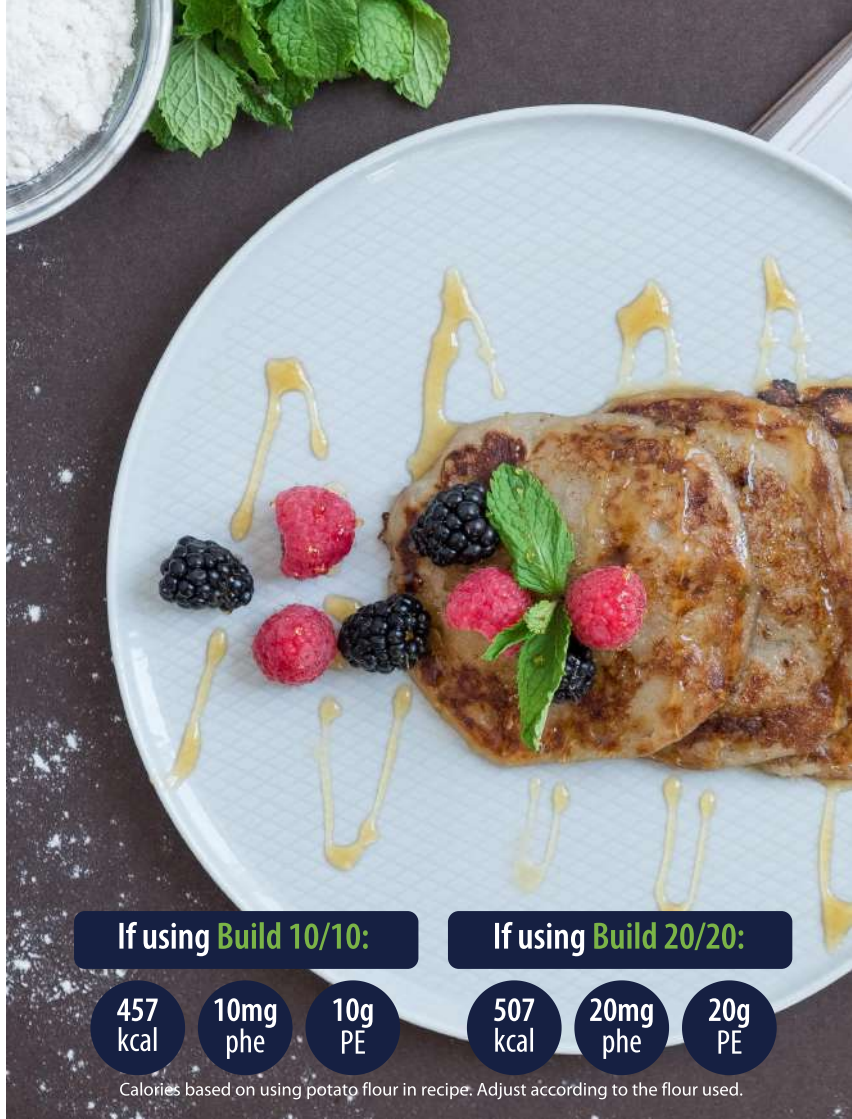 If using Build 10/10:
457
kcal
10mg
phe
10g
PE
If using Build 20/20:
507
kcal
20mg
phe
20g
PE
Calories based on using potato flour in recipe. Adjust according to the flour used.